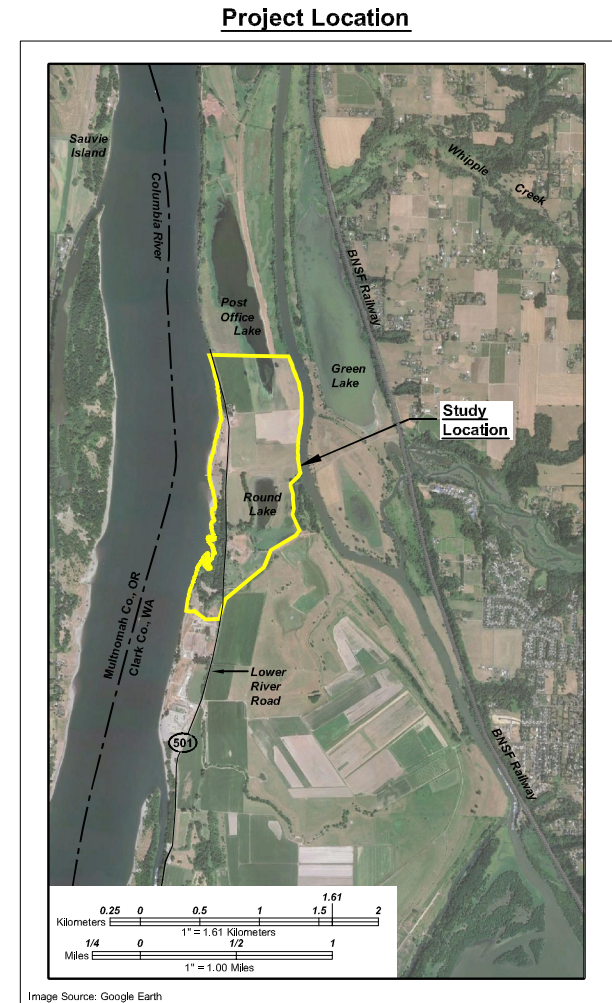 Project Location
Sauvie
Island
Columbia River
Whipple
Creek
BNSF Railway
Post
Office
Lake
Green
Lake
Study
Location
Round
Lake
Multnomah Co., OR
Clark Co., WA
Lower
River
Road
501
BNSF Railway
1.61
0.25 0 0.5 1 1.5 2
Kilometers
1" = 1.61 Kilometers
1/4 0 1/2 1
Miles
1" = 1.00 Miles
Image Source: Google Earth